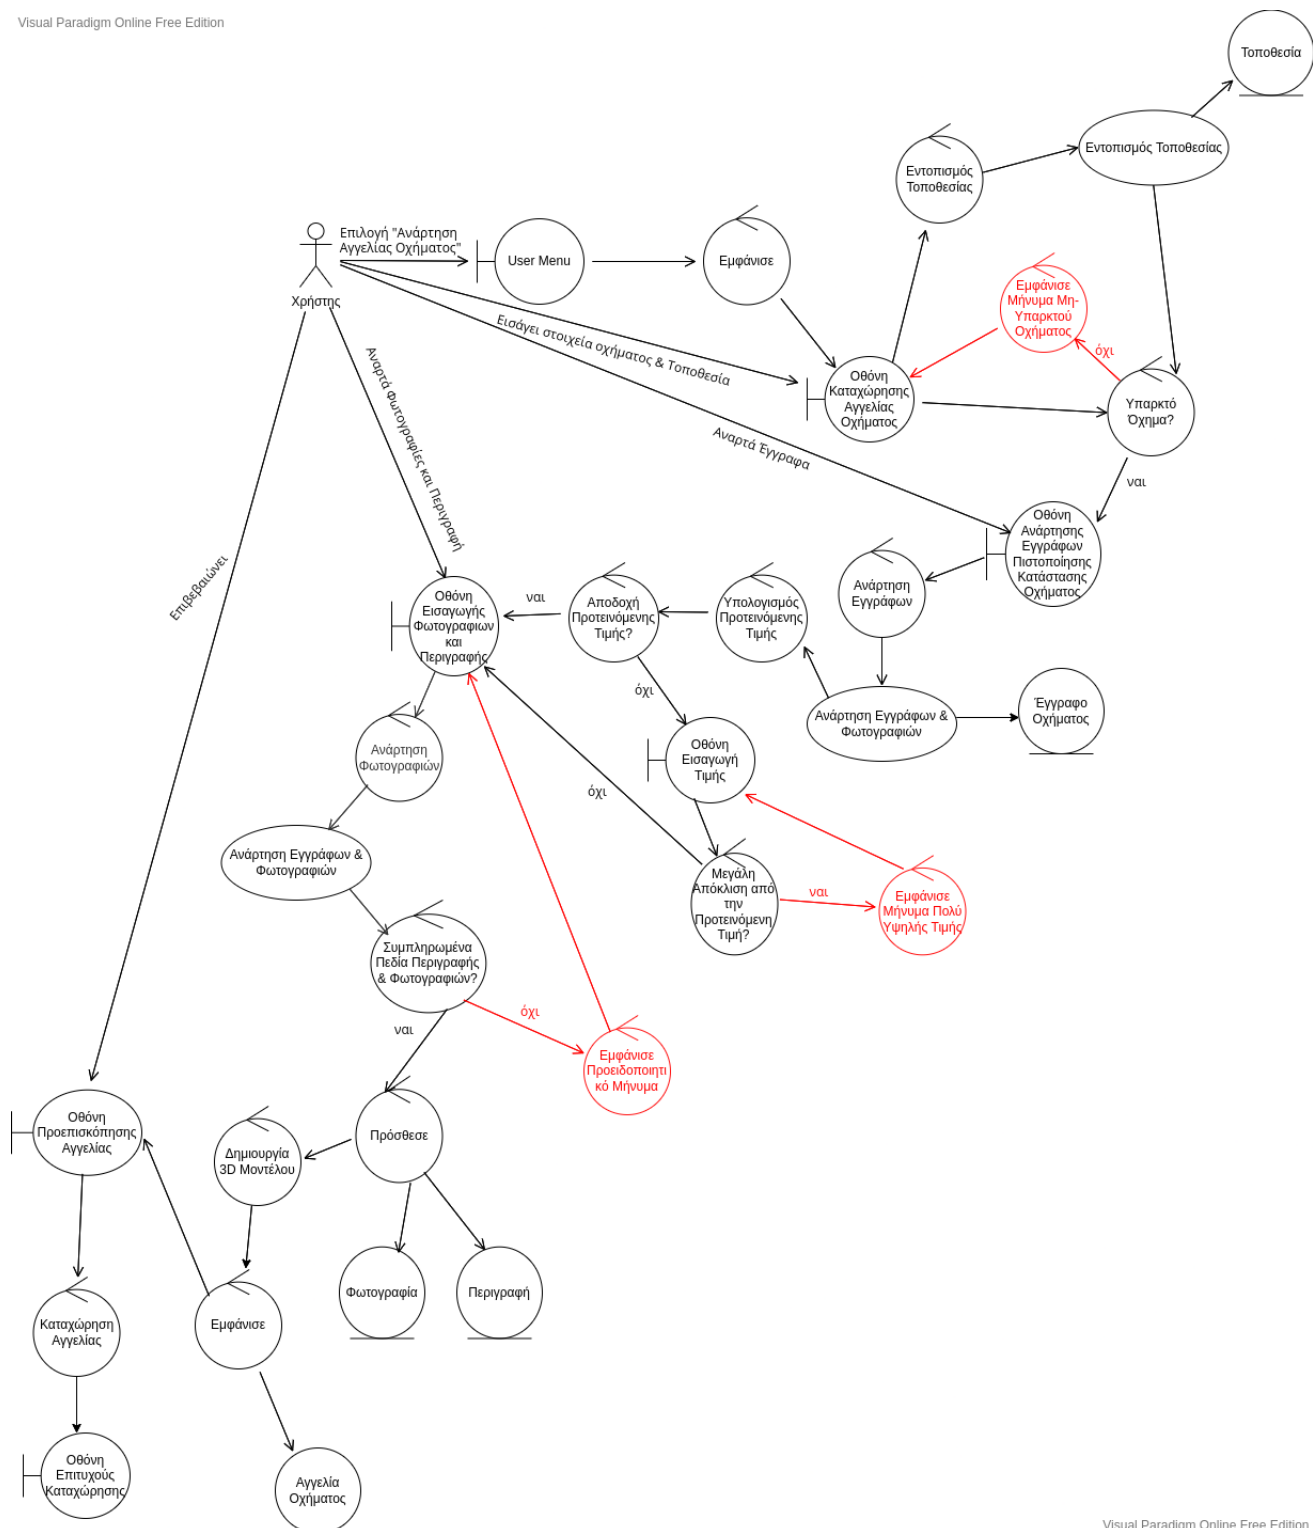 Visual Paradigm Online Free Edition
Τοποθεσία
Εντοπισμός Τοποθεσίας
Εντοπισμός
Τοποθεσίας
Επιλογή "Ανάρτηση
Αγγελίας Οχήματος"
User Menu
Εμφάνισε
Χρήστης
Εμφάνισε
Μήνυμα Μη-
Υπαρκτού
Οχήματος
όχι
Εισάγει στοιχεία οχήματος & Τοποθεσία
Οθόνη
Καταχώρησης
Αγγελίας
Οχήματος
Υπαρκτό
Όχημα?
Αναρτά Φωτογραφίες και Περιγραφή
Αναρτά Έγγραφα
ναι
Οθόνη
Ανάρτησης
Εγγράφων
Πιστοποίησης
Κατάστασης
Οχήματος
Επιβεβαιώνει
Ανάρτηση
Εγγράφων
Υπολογισμός
Προτεινόμενης
Τιμής
Αποδοχή
Προτεινόμενης
Τιμής?
ναι
Οθόνη
Εισαγωγής
Φωτογραφιων
και
Περιγραφής
όχι
Ανάρτηση Εγγράφων &
Φωτογραφιών
Έγγραφο
Οχήματος
Οθόνη
Εισαγωγή
Τιμής
Ανάρτηση
Φωτογραφιών
όχι
Ανάρτηση Εγγράφων &
Φωτογραφιών
Μεγάλη
Απόκλιση από
την
Προτεινόμενη
Τιμή?
ναι
Εμφάνισε
Μήνυμα Πολύ
Υψηλής Τιμής
Συμπληρωμένα
Πεδία Περιγραφής
& Φωτογραφιών?
όχι
ναι
Εμφάνισε
Προειδοποιητι
κό Μήνυμα
Οθόνη
Προεπισκόπησης
Αγγελίας
Δημιουργία
3D Μοντέλου
Πρόσθεσε
Φωτογραφία
Περιγραφή
Καταχώρηση
Αγγελίας
Εμφάνισε
Οθόνη
Επιτυχούς
Καταχώρησης
Αγγελία
Οχήματος
Visual Paradigm Online Free Edition